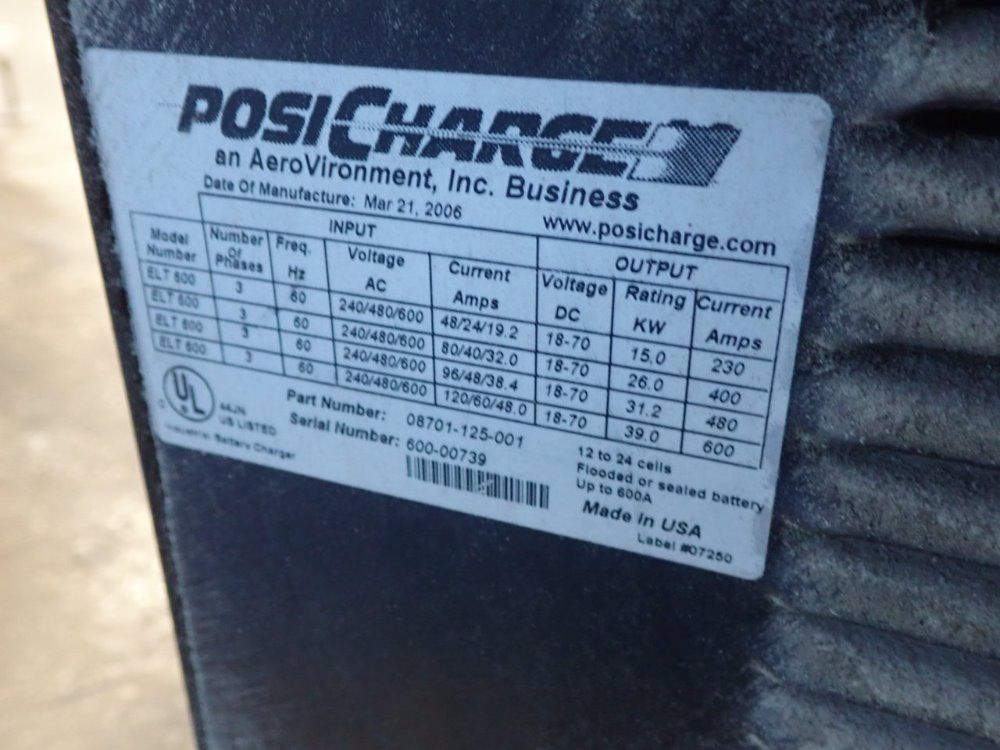 POSICHARGE
an AeroVironment, Inc. Business
Date Of Manufacture: Mar 21, 2006
www.posicharge.com
INPUT OUTPUT
Model Number Number Of Phases Freq. Hz Voltage AC Current Amps Voltage DC Rating KW Current Amps
ELT 600 3 60 240/480/600 48/24/19.2 18-70 15.0 230
ELT 600 3 60 240/480/600 80/40/32.0 18-70 26.0 400
ELT 600 3 60 240/480/600 96/48/38.4 18-70 31.2 480
ELT 600 3 60 240/480/600 120/60/48.0 18-70 39.0 600
C UL US LISTED
Industrial Battery Charger
Part Number: 08701-125-001
Serial Number: 600-00739
12 to 24 cells
Flooded or sealed battery
Up to 600A
Made in USA
Label #07250